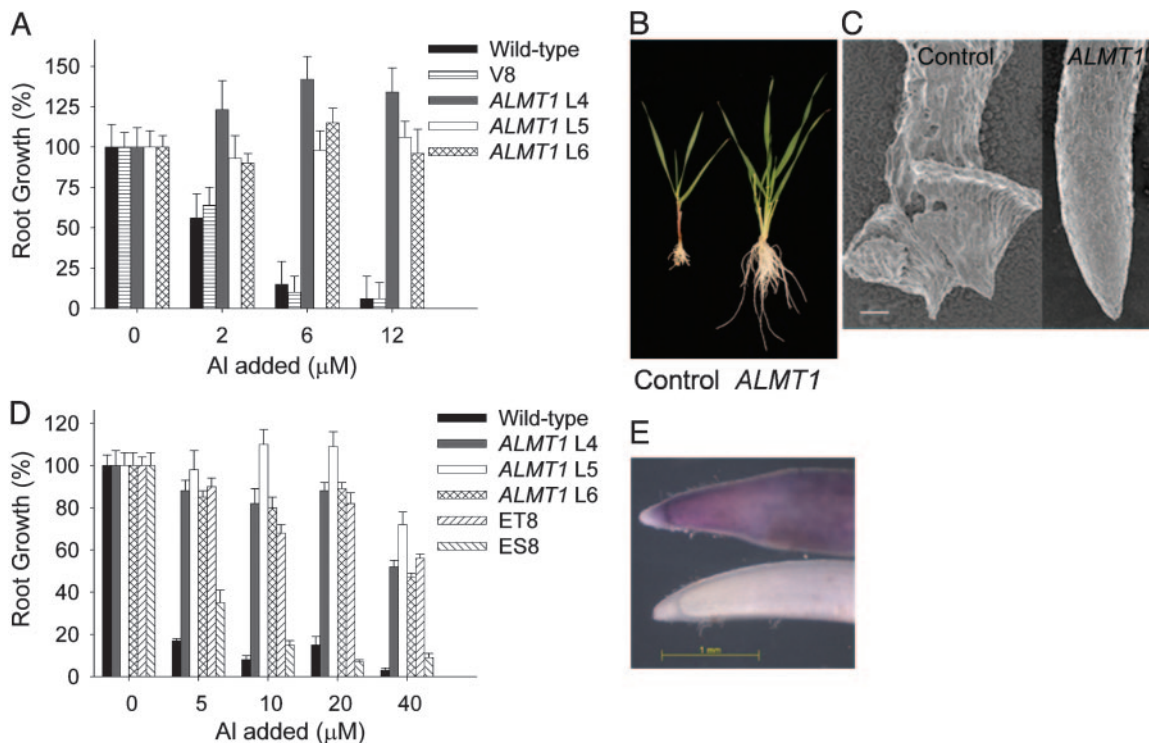 A
Root Growth (%)
150
125
100
75
50
25
0
0 2 6 12
Al added (μM)
Wild-type
V8
ALMT1 L4
ALMT1 L5
ALMT1 L6
B
Control ALMT1
C
Control ALMT1
D
Root Growth (%)
120
100
80
60
40
20
0
0 5 10 20 40
Al added (μM)
Wild-type
ALMT1 L4
ALMT1 L5
ALMT1 L6
ET8
ES8
E
1 mm